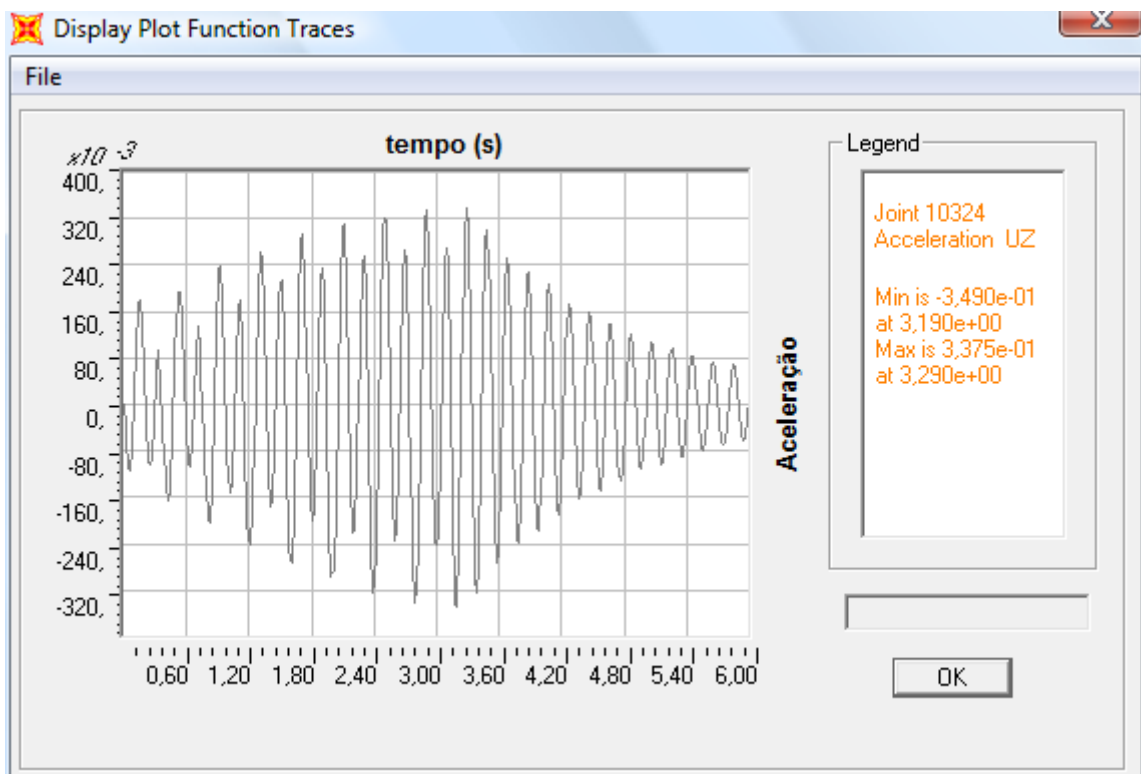 Display Plot Function Traces
File
tempo (s)
x10 -3
400,
320,
240,
160,
80,
0,
-80,
-160,
-240,
-320,
0,60 1,20 1,80 2,40 3,00 3,60 4,20 4,80 5,40 6,00
Aceleração
Legend
Joint 10324
Acceleration UZ
Min is -3,490e-01
at 3,190e+00
Max is 3,375e-01
at 3,290e+00
OK